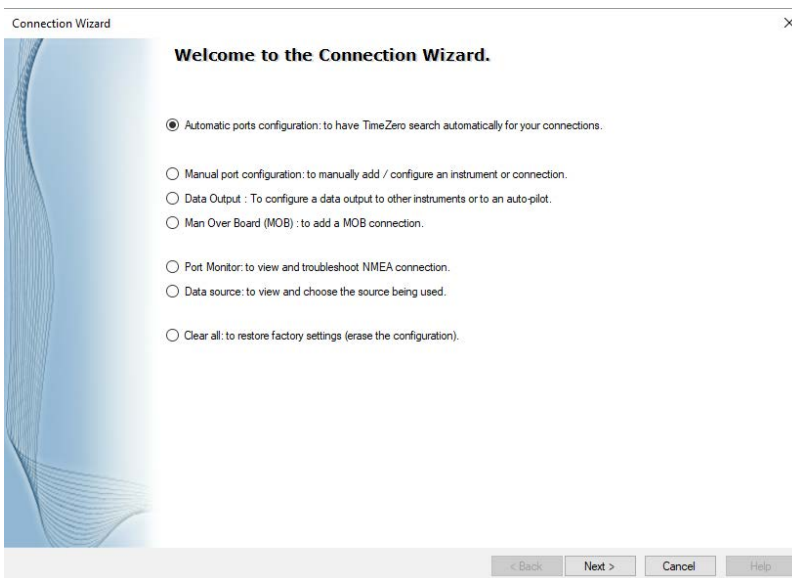 Connection Wizard
Welcome to the Connection Wizard.
Automatic ports configuration: to have TimeZero search automatically for your connections.
Manual port configuration: to manually add / configure an instrument or connection.
Data Output : To configure a data output to other instruments or to an auto-pilot.
Man Over Board (MOB) : to add a MOB connection.
Port Monitor: to view and troubleshoot NMEA connection.
Data source: to view and choose the source being used.
Clear all: to restore factory settings (erase the configuration).
< Back Next > Cancel Help